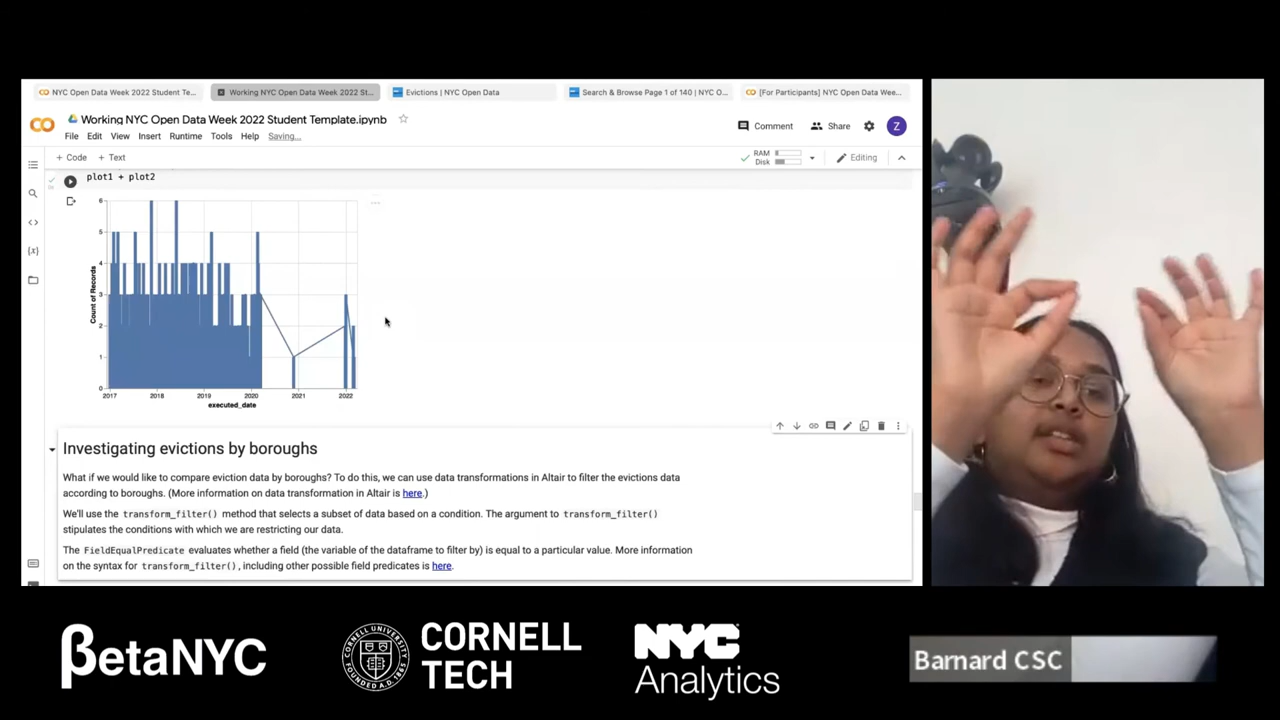 NYC Open Data Week 2022 Student Te...
Working NYC Open Data Week 2022 St...
Evictions | NYC Open Data
Search & Browse Page 1 of 140 | NYC O...
[For Participants] NYC Open Data Wee...
Working NYC Open Data Week 2022 Student Template.ipynb
File Edit View Insert Runtime Tools Help Saving...
Comment Share Z
+ Code + Text
RAM
Disk
Editing
plot1 + plot2
6
5
4
3
2
1
0
Count of Records
2017 2018 2019 2020 2021 2022
executed_date
Investigating evictions by boroughs
What if we would like to compare eviction data by boroughs? To do this, we can use data transformations in Altair to filter the evictions data
according to boroughs. (More information on data transformation in Altair is here.)
We'll use the transform_filter() method that selects a subset of data based on a condition. The argument to transform_filter()
stipulates the conditions with which we are restricting our data.
The FieldEqualPredicate evaluates whether a field (the variable of the dataframe to filter by) is equal to a particular value. More information
on the syntax for transform_filter(), including other possible field predicates is here.
βetaNYC
CORNELL
TECH
NYC
Analytics
Barnard CSC